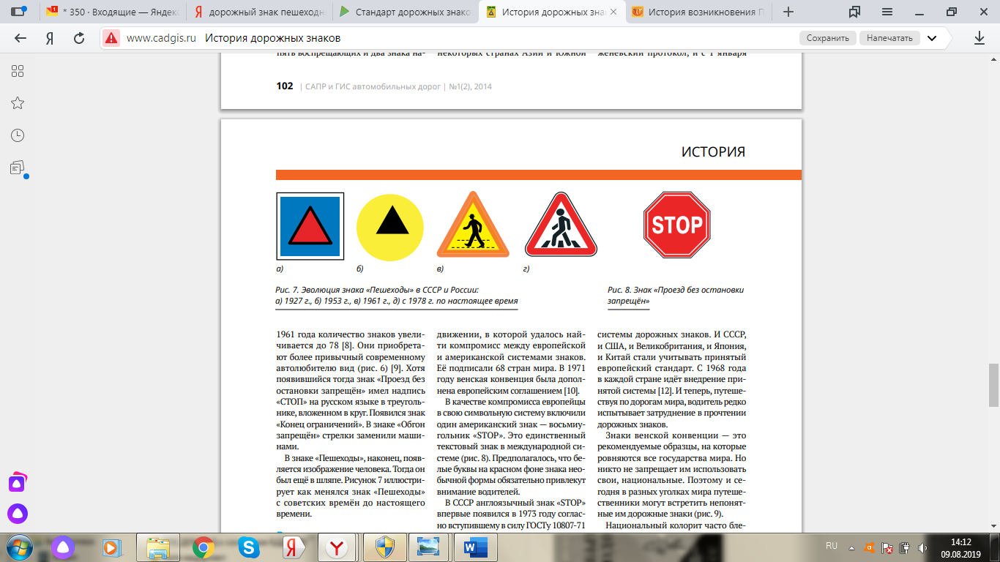 * 350 · Входящие — Яндекс
дорожный знак пешеходн
Стандарт дорожных знако
История дорожных зна
История возникновения П
www.cadgis.ru История дорожных знаков
Сохранить
Напечатать
пять воспрещающих и два знака на-
некоторых странах Азии и Южной
женевский протокол, и с 1 января
102 | САПР и ГИС автомобильных дорог | №1(2), 2014
ИСТОРИЯ
STOP
а)
б)
в)
г)
Рис. 7. Эволюция знака «Пешеходы» в СССР и России:
а) 1927 г., б) 1953 г., в) 1961 г., д) с 1978 г. по настоящее время
Рис. 8. Знак «Проезд без остановки
запрещён»
1961 года количество знаков увели-
чивается до 78 [8]. Они приобрета-
ют более привычный современному
автолюбителю вид (рис. 6) [9]. Хотя
появившийся тогда знак «Проезд без
остановки запрещён» имел надпись
«СТОП» на русском языке в треуголь-
нике, вложенном в круг. Появился знак
«Конец ограничений». В знаке «Обгон
запрещён» стрелки заменили маши-
нами.
В знаке «Пешеходы», наконец, появ-
ляется изображение человека. Тогда он
был ещё в шляпе. Рисунок 7 иллюстри-
рует как менялся знак «Пешеходы»
с советских времён до настоящего
времени.
движении, в которой удалось най-
ти компромисс между европейской
и американской системами знаков.
Её подписали 68 стран мира. В 1971
году венская конвенция была допол-
нена европейским соглашением [10].
В качестве компромисса европейцы
в свою символьную систему включили
один американский знак — восьмиу-
гольник «STOP». Это единственный
текстовый знак в международной си-
стеме (рис. 8). Предполагалось, что бе-
лые буквы на красном фоне знака нео-
бычной формы обязательно привлекут
внимание водителей.
В СССР англоязычный знак «STOP»
впервые появился в 1973 году соглас-
но вступившему в силу ГОСТу 10807-71
системы дорожных знаков. И СССР,
и США, и Великобритания, и Япония,
и Китай стали учитывать принятый
европейский стандарт. С 1968 года
в каждой стране идёт внедрение при-
нятой системы [12]. И теперь, путеше-
ствуя по дорогам мира, водитель редко
испытывает затруднение в прочтении
дорожных знаков.
Знаки венской конвенции — это
рекомендуемые образцы, на которые
ровняются все государства мира. Но
никто не запрещает им использовать
свои, национальные. Поэтому и се-
годня в разных уголках мира путеше-
ственники могут встретить непонят-
ные им дорожные знаки (рис. 9).
Национальный колорит часто бле-
RU
14:12
09.08.2019